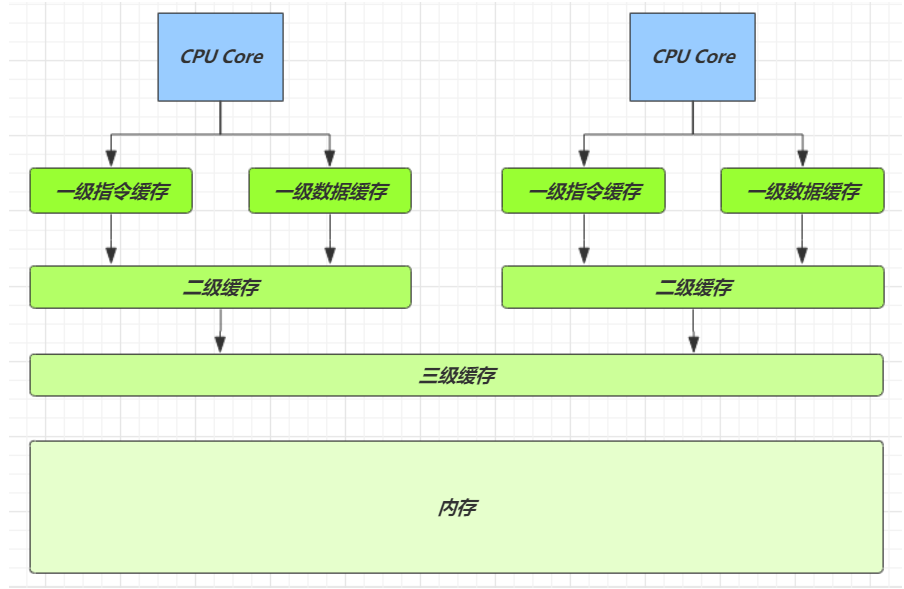 CPU Core
CPU Core
一级指令缓存
一级数据缓存
一级指令缓存
一级数据缓存
二级缓存
二级缓存
三级缓存
内存